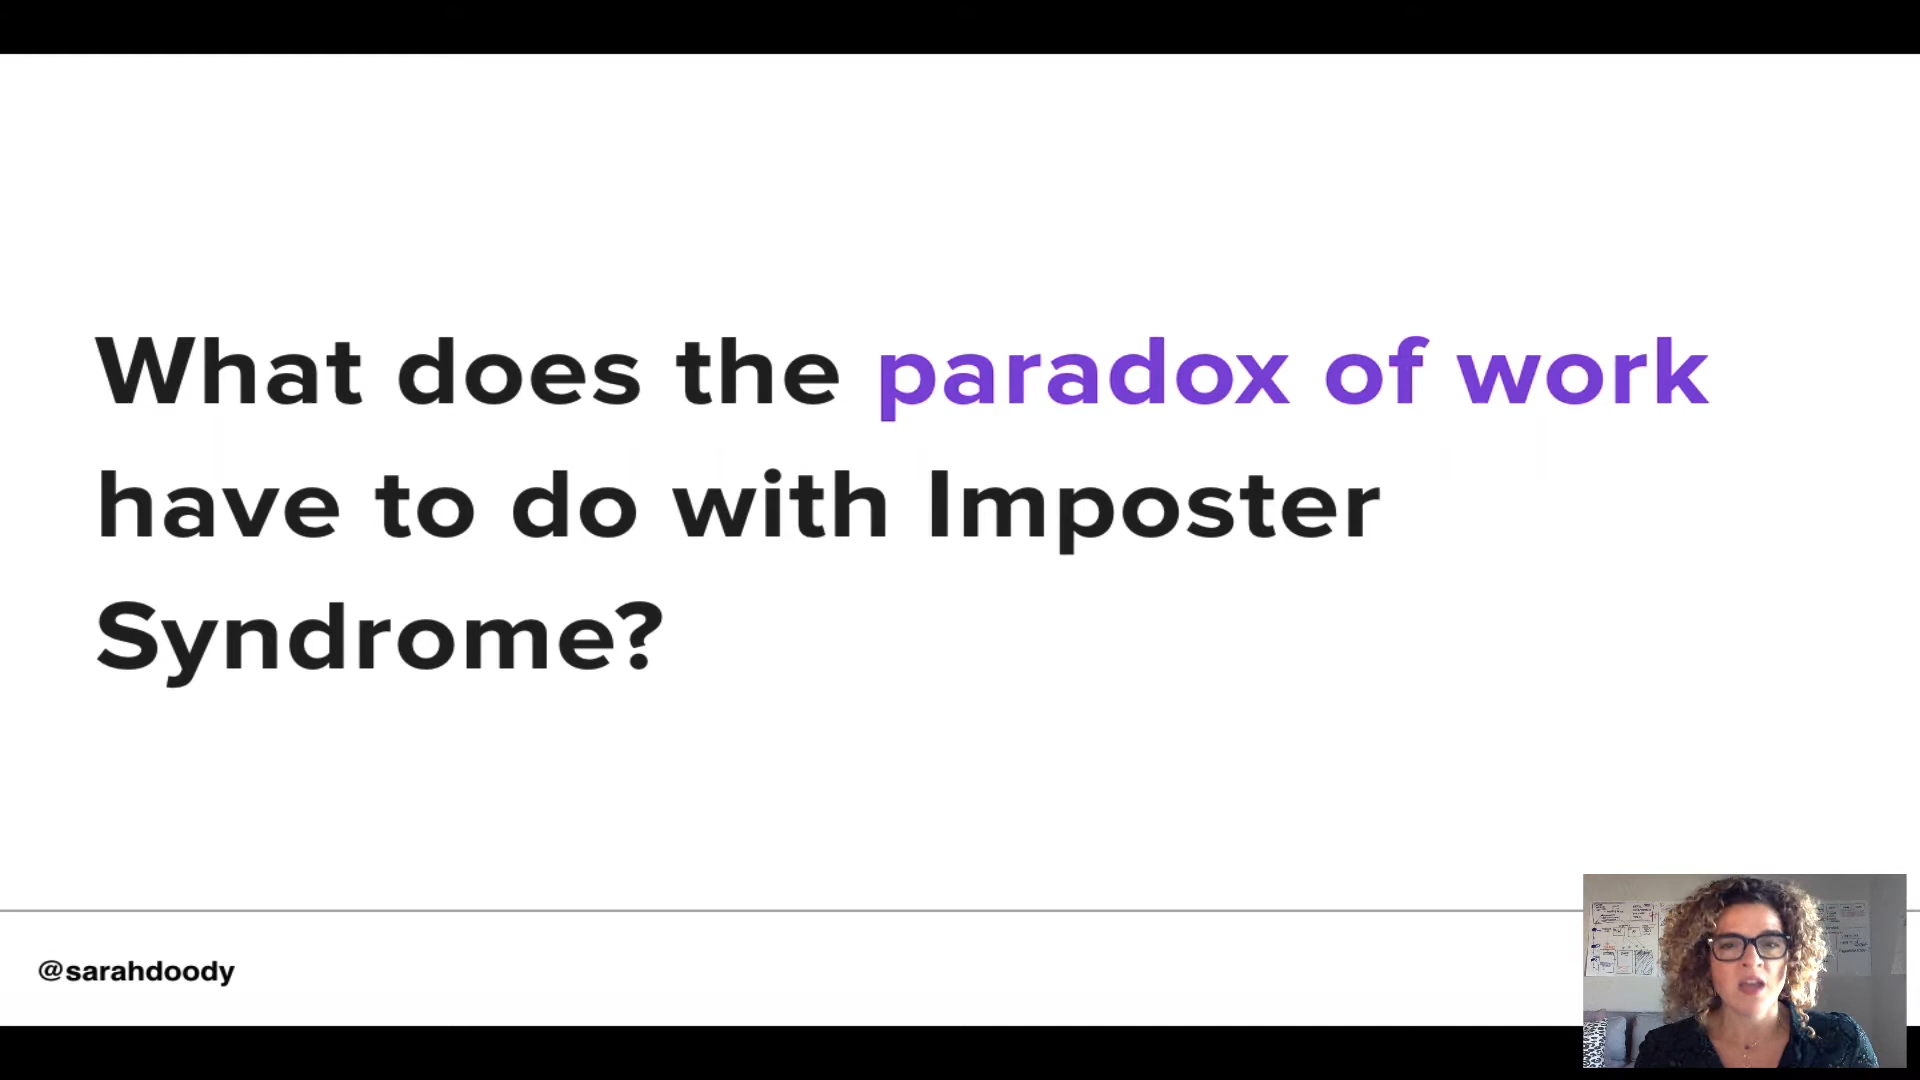 What does the paradox of work
have to do with Imposter
Syndrome?
@sarahdoody